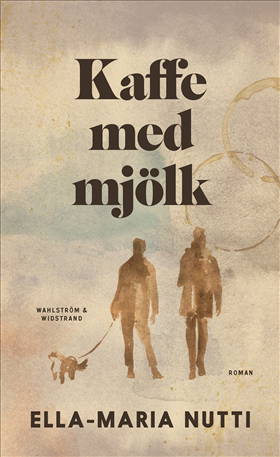 Kaffe
med
mjölk
WAHLSTRÖM &
WIDSTRAND
ROMAN
ELLA-MARIA NUTTI